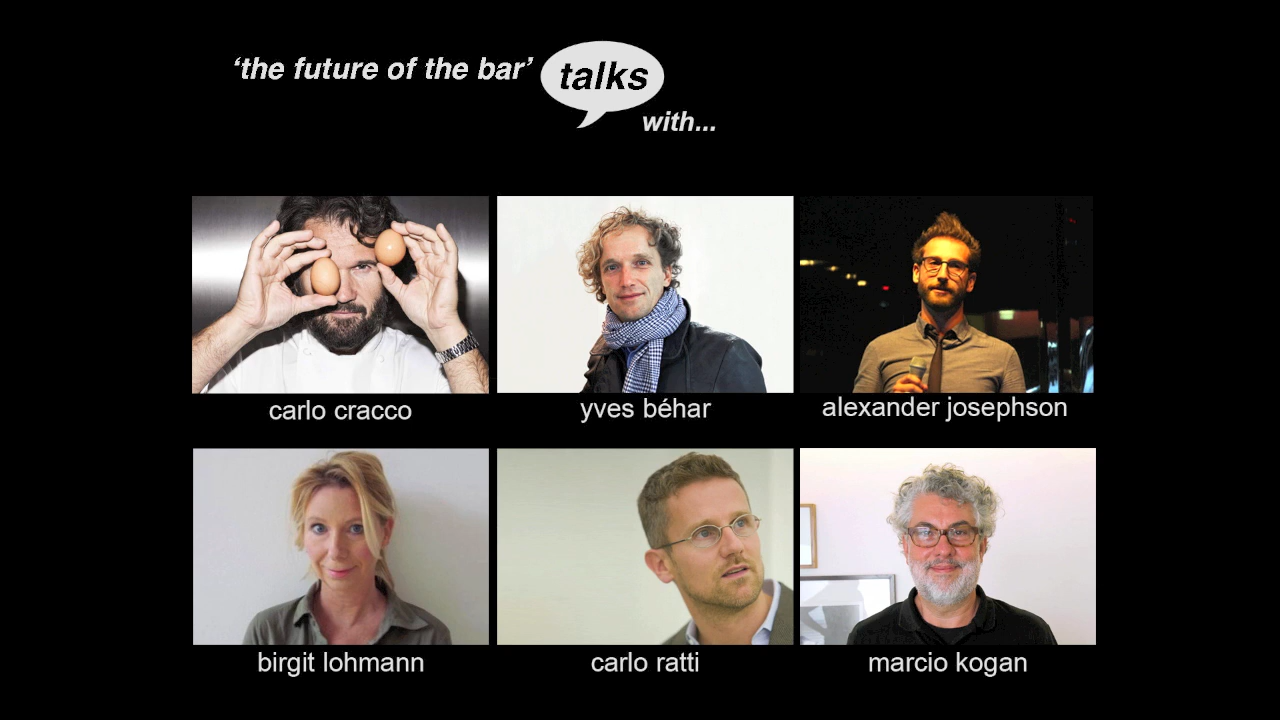 ‘the future of the bar’ talks
with...
carlo cracco
yves béhar
alexander josephson
birgit lohmann
carlo ratti
marcio kogan